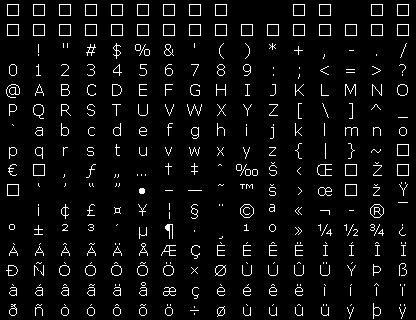 □ □ □ □ □ □ □ □ □ □ □ □ □
□ □ □ □ □ □ □ □ □ □ □ □ □ □ □ □
! " # $ % & ' ( ) * + , - . /
0 1 2 3 4 5 6 7 8 9 : ; < = > ?
@ A B C D E F G H I J K L M N O
P Q R S T U V W X Y Z [ \ ] ^ _
` a b c d e f g h i j k l m n o
p q r s t u v w x y z { | } ~ □
€ □ ‚ ƒ „ … † ‡ ˆ ‰ Š ‹ Œ □ Ž □
□ ‘ ’ “ ” • – — ˜ ™ š › œ □ ž Ÿ
¡ ¢ £ ¤ ¥ ¦ § ¨ © ª « ¬ - ® ¯
° ± ² ³ ´ µ ¶ · ¸ ¹ º » ¼ ½ ¾ ¿
À Á Â Ã Ä Å Æ Ç È É Ê Ë Ì Í Î Ï
Ð Ñ Ò Ó Ô Õ Ö × Ø Ù Ú Û Ü Ý Þ ß
à á â ã ä å æ ç è é ê ë ì í î ï
ð ñ ò ó ô õ ö ÷ ø ù ú û ü ý þ ÿ